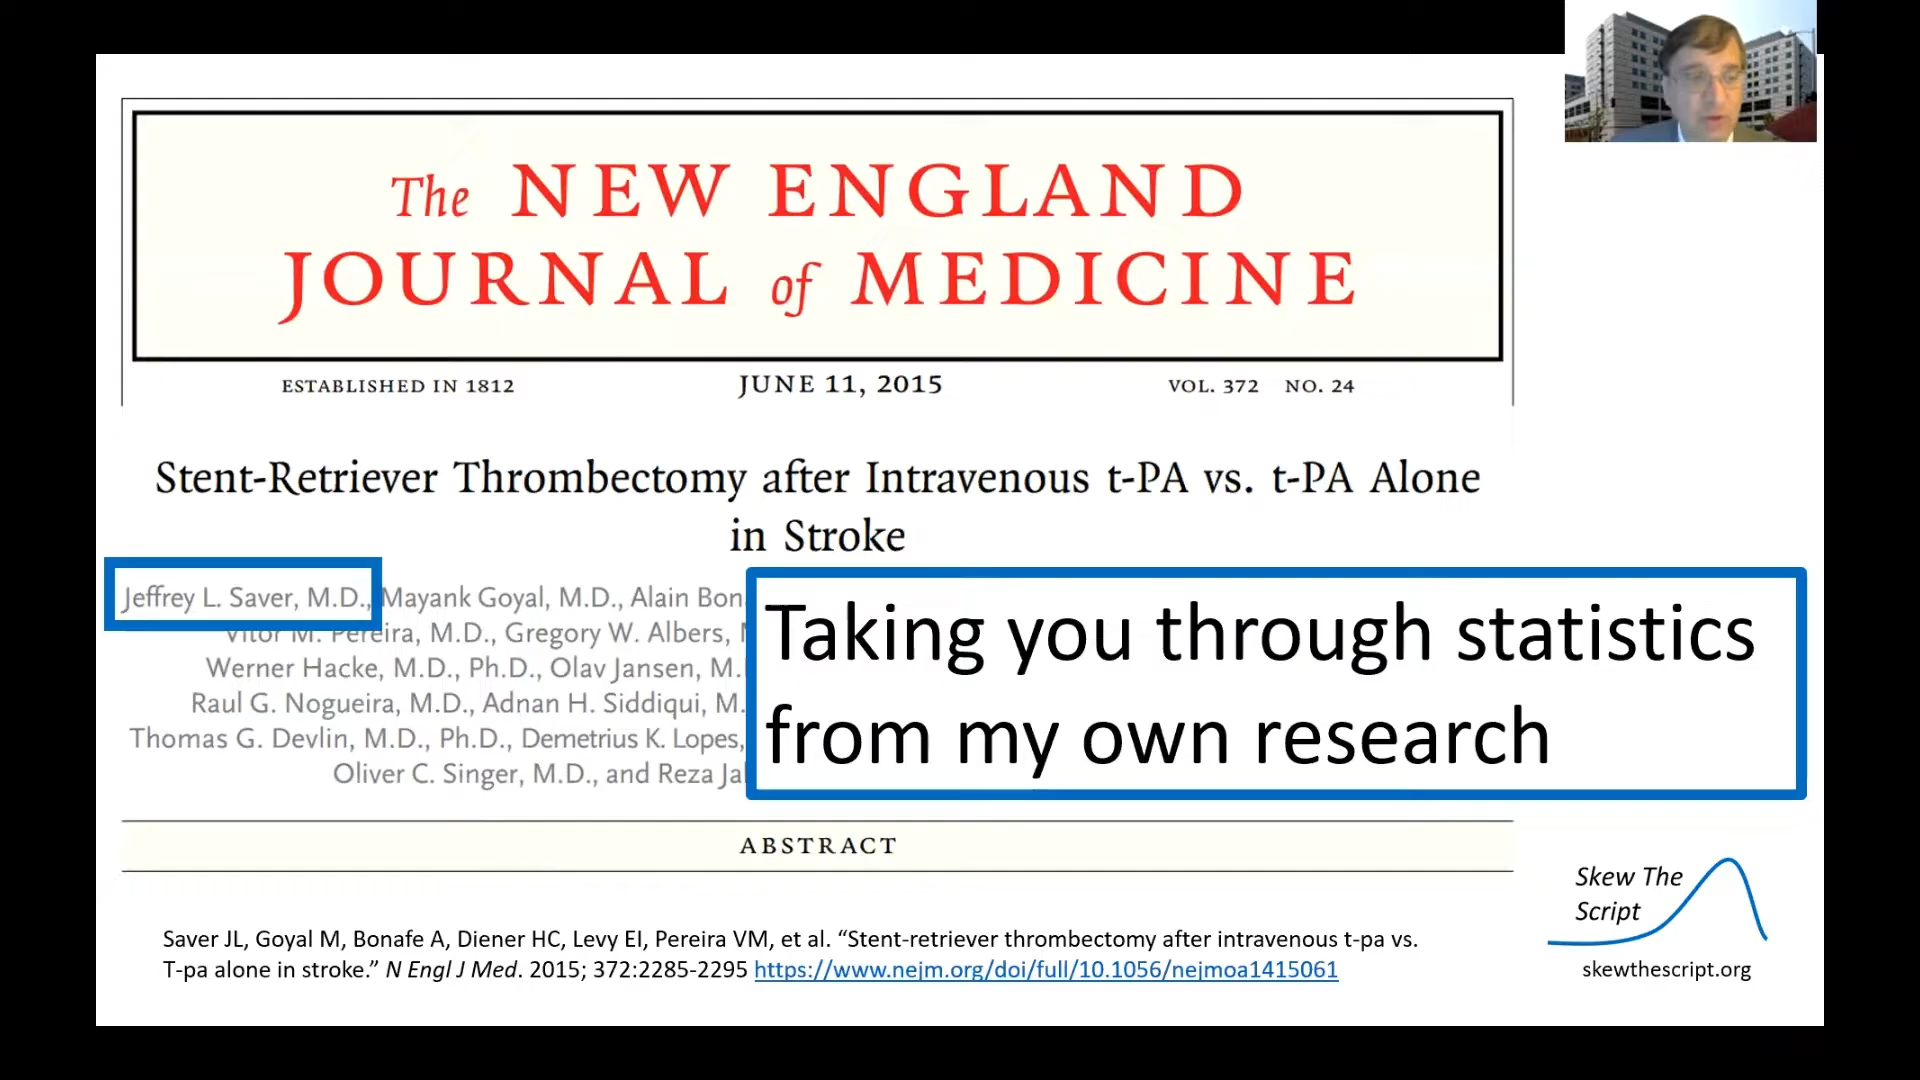 The NEW ENGLAND
JOURNAL of MEDICINE
ESTABLISHED IN 1812 JUNE 11, 2015 VOL. 372 NO. 24
Stent-Retriever Thrombectomy after Intravenous t-PA vs. t-PA Alone
in Stroke
Jeffrey L. Saver, M.D., Mayank Goyal, M.D., Alain Bon
Vitor M. Pereira, M.D., Gregory W. Albers,
Werner Hacke, M.D., Ph.D., Olav Jansen, M.
Raul G. Nogueira, M.D., Adnan H. Siddiqui, M.
Thomas G. Devlin, M.D., Ph.D., Demetrius K. Lopes,
Oliver C. Singer, M.D., and Reza Ja
Taking you through statistics
from my own research
ABSTRACT
Saver JL, Goyal M, Bonafe A, Diener HC, Levy EI, Pereira VM, et al. “Stent-retriever thrombectomy after intravenous t-pa vs.
T-pa alone in stroke.” N Engl J Med. 2015; 372:2285-2295 https://www.nejm.org/doi/full/10.1056/nejmoa1415061
Skew The
Script
skewthescript.org